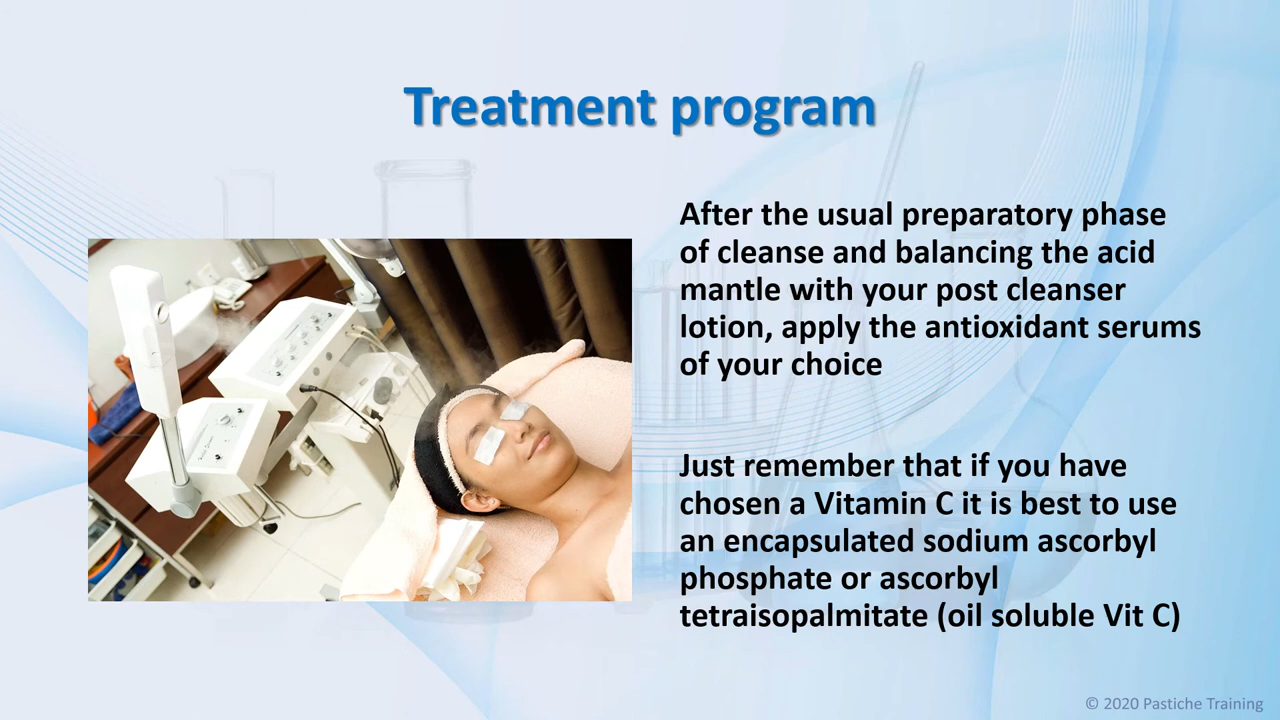 Treatment program
After the usual preparatory phase
of cleanse and balancing the acid
mantle with your post cleanser
lotion, apply the antioxidant serums
of your choice
Just remember that if you have
chosen a Vitamin C it is best to use
an encapsulated sodium ascorbyl
phosphate or ascorbyl
tetraisopalmitate (oil soluble Vit C)
© 2020 Pastiche Training